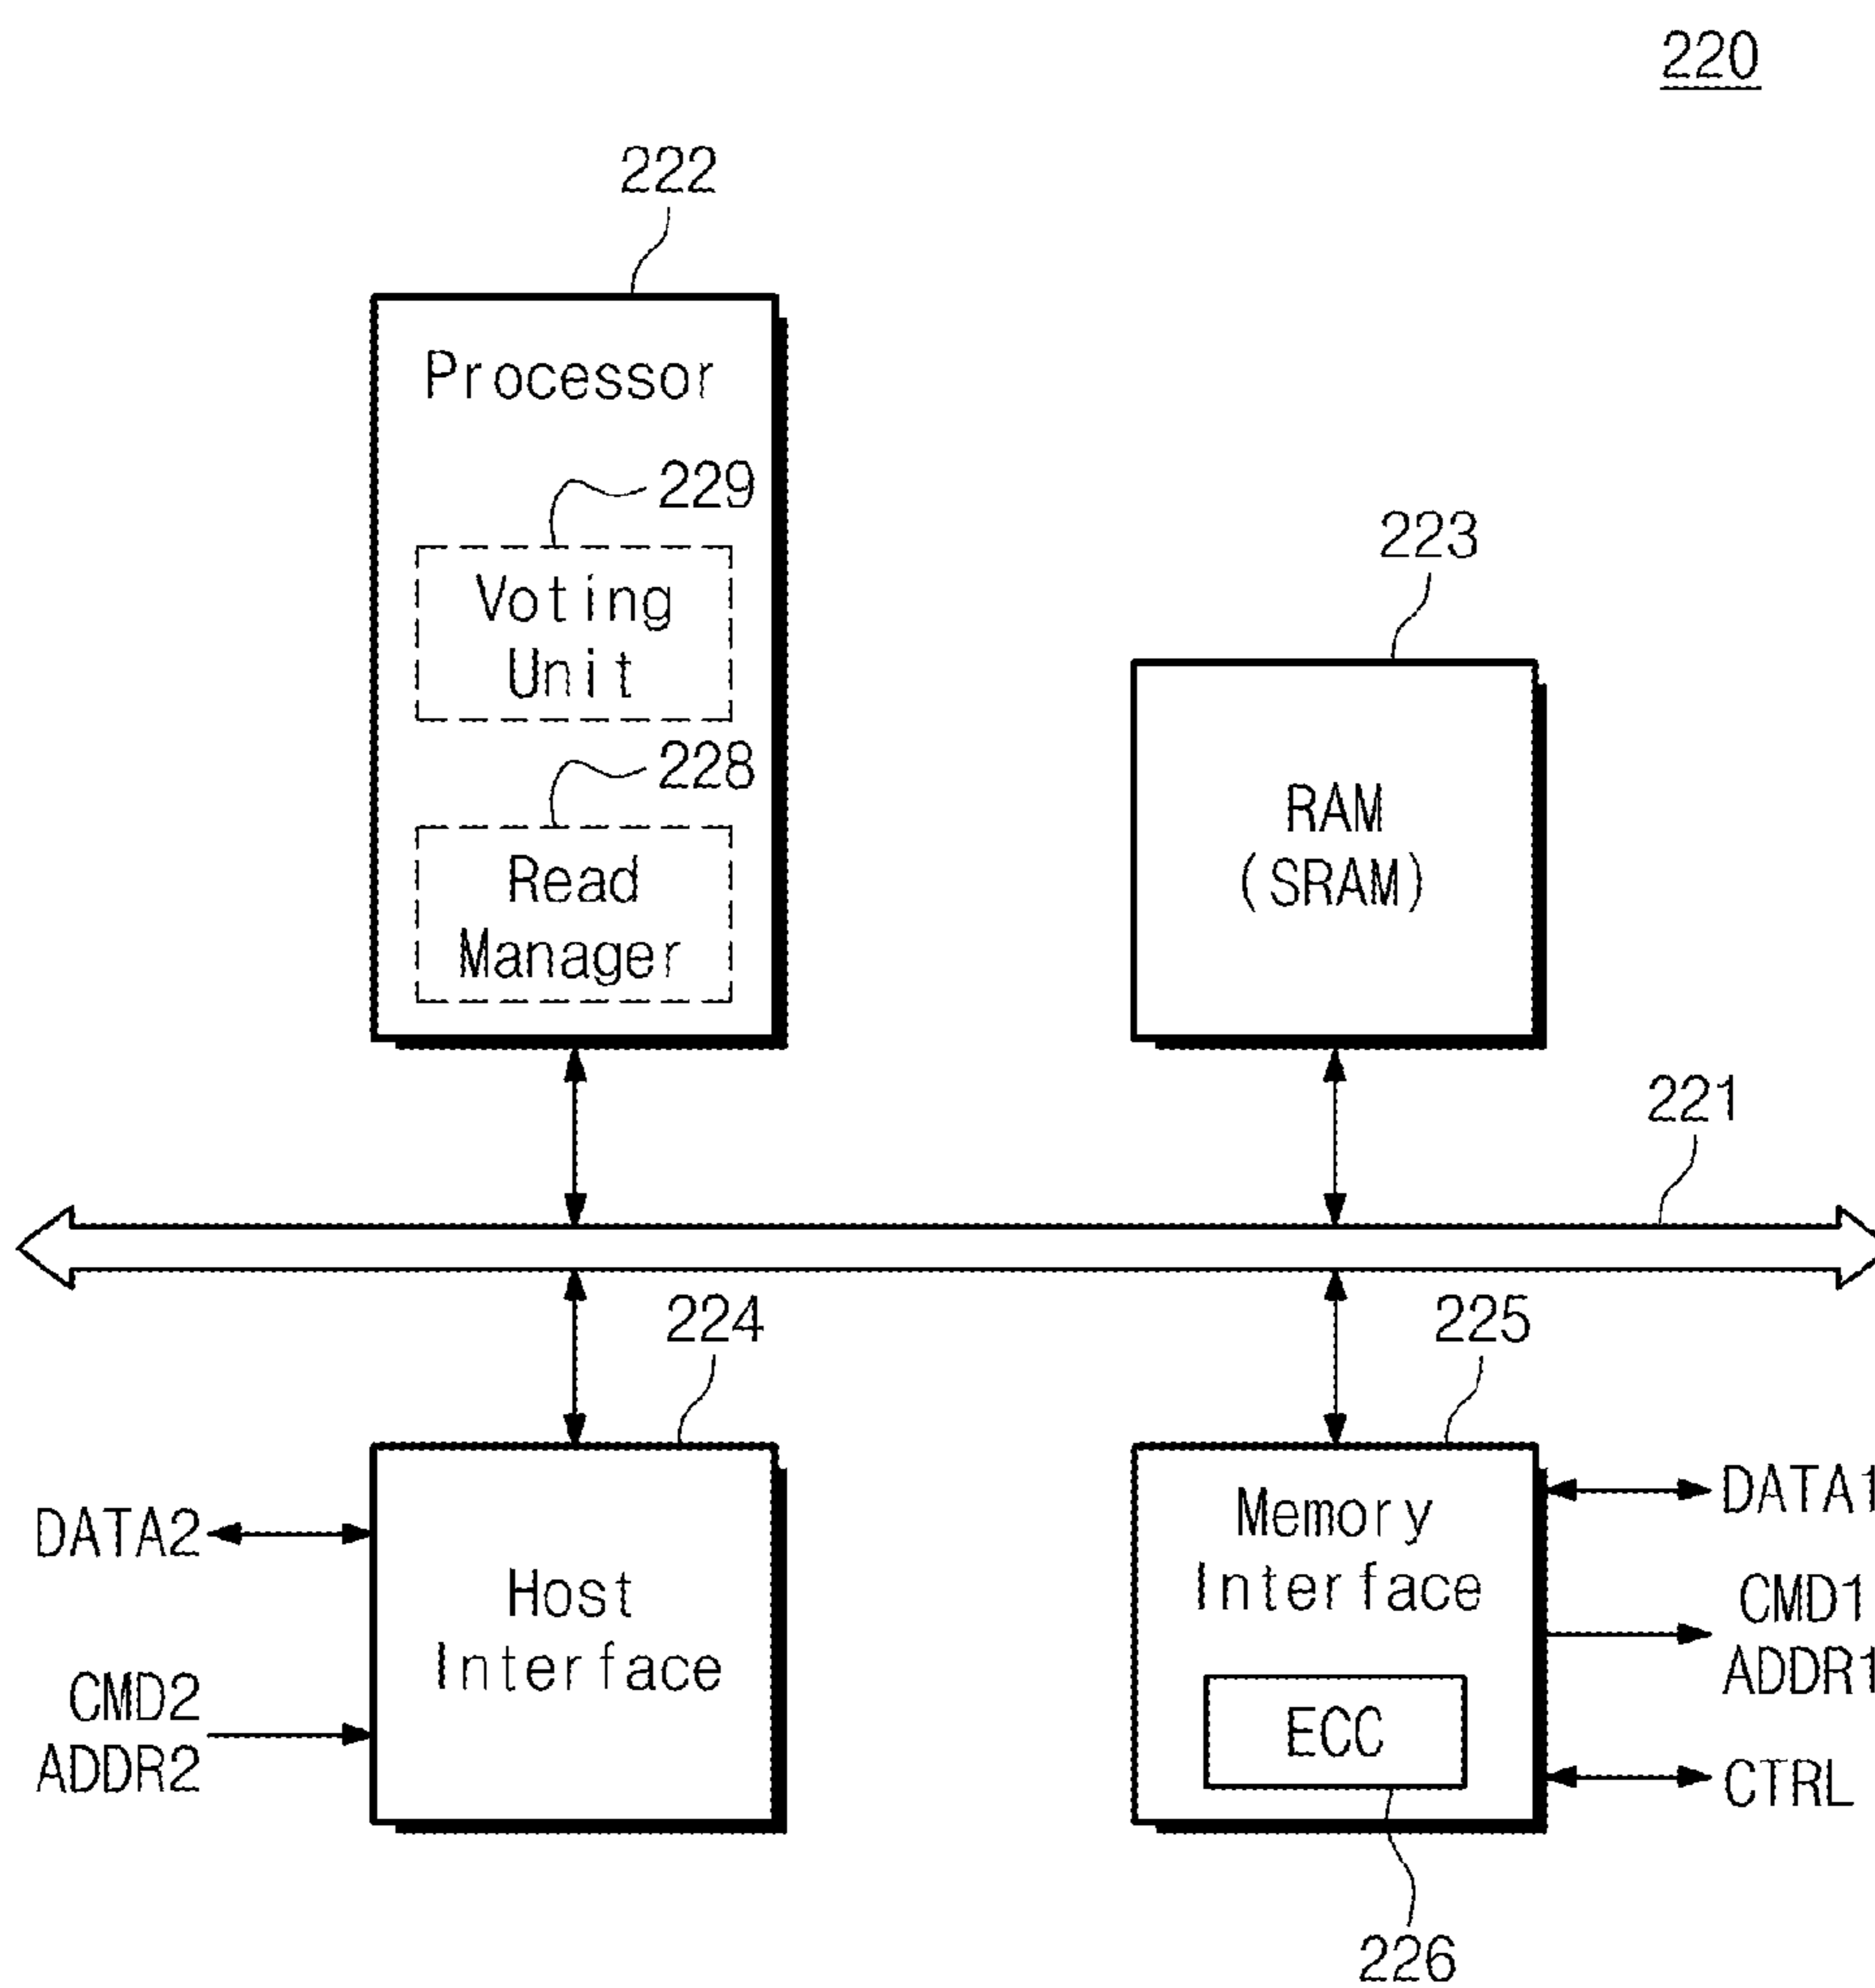 220
222
Processor
229
Voting
Unit
228
Read
Manager
223
RAM
(SRAM)
221
224
225
DATA2
Host
Interface
CMD2
ADDR2
Memory
Interface
ECC
DATA1
CMD1
ADDR1
CTRL
226